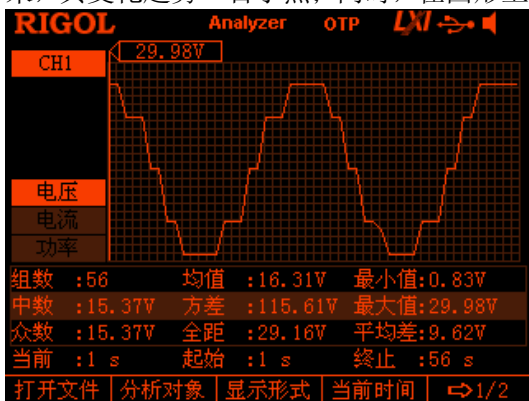 RIGOL Analyzer OTP LXI
CH1 29.98V
电压
电流
功率
组数 :56 均值 :16.31V 最小值:0.83V
中数 :15.37V 方差 :115.61V 最大值:29.98V
众数 :15.37V 全距 :29.16V 平均差:9.62V
当前 :1 s 起始 :1 s 终止 :56 s
打开文件 分析对象 显示形式 当前时间 ⇨1/2